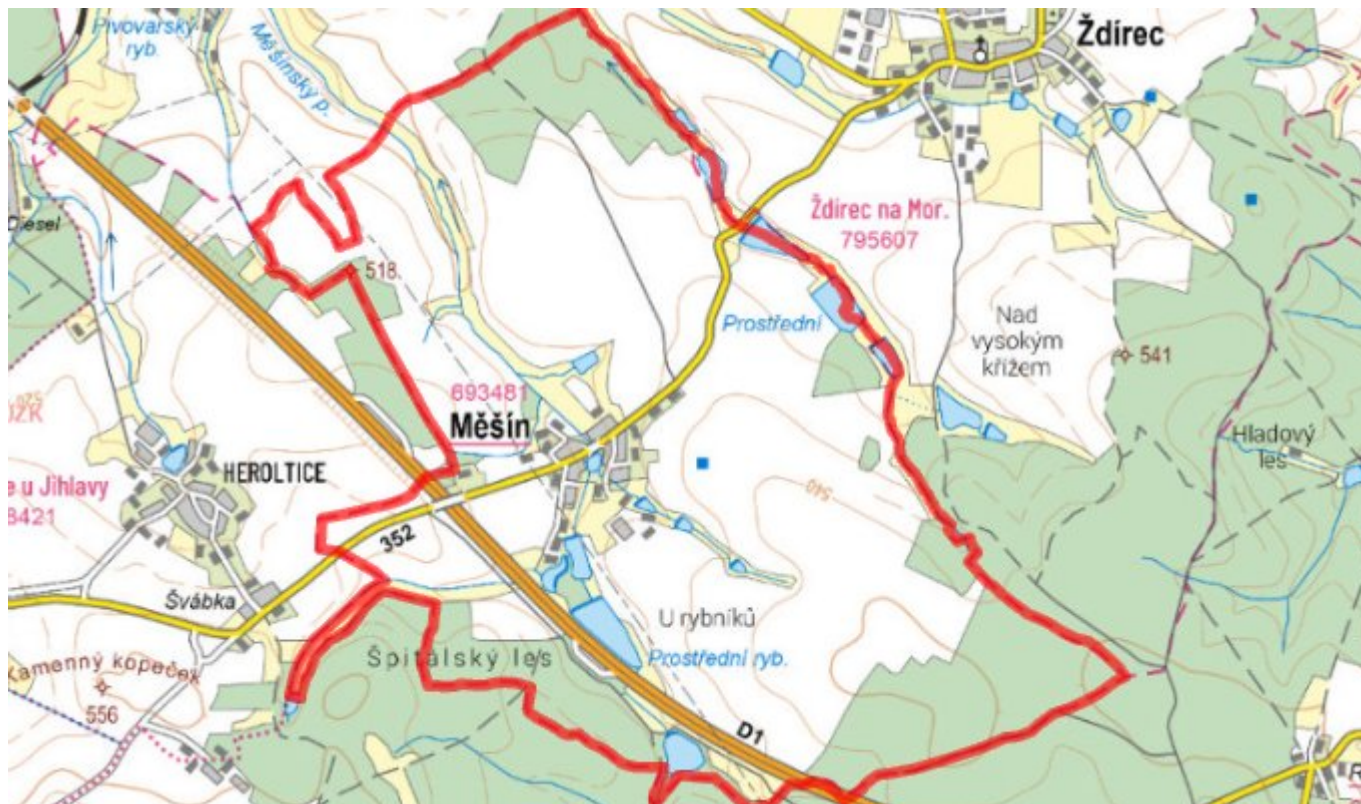 Pivovarský
ryb.
Měšínský p.
Ždírec
Diesel
518.
Ždírec na Mor.
795607
Prostřední
Nad
vysokým
křížem
541
693481
Měšín
HEROLTICE
e u Jihlavy
8421
Hladový
les
540
352
Švábka
U rybníků
Špitálský les
Prostřední ryb.
Kamenný kopeček
556
D1
R